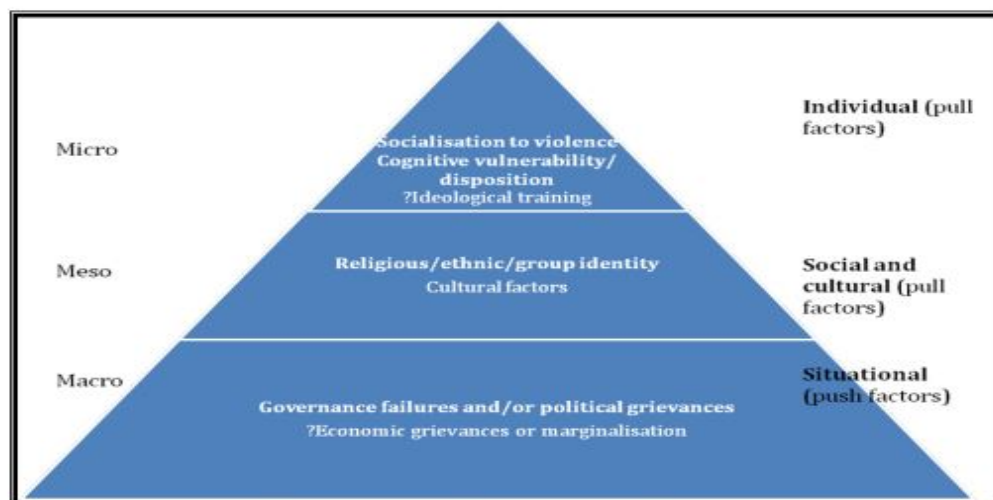 Micro
Socialisation to violence
Cognitive vulnerability/
disposition
?Ideological training
Individual (pull
factors)
Meso
Religious/ethnic/group identity
Cultural factors
Social and
cultural (pull
factors)
Macro
Governance failures and/or political grievances
?Economic grievances or marginalisation
Situational
(push factors)